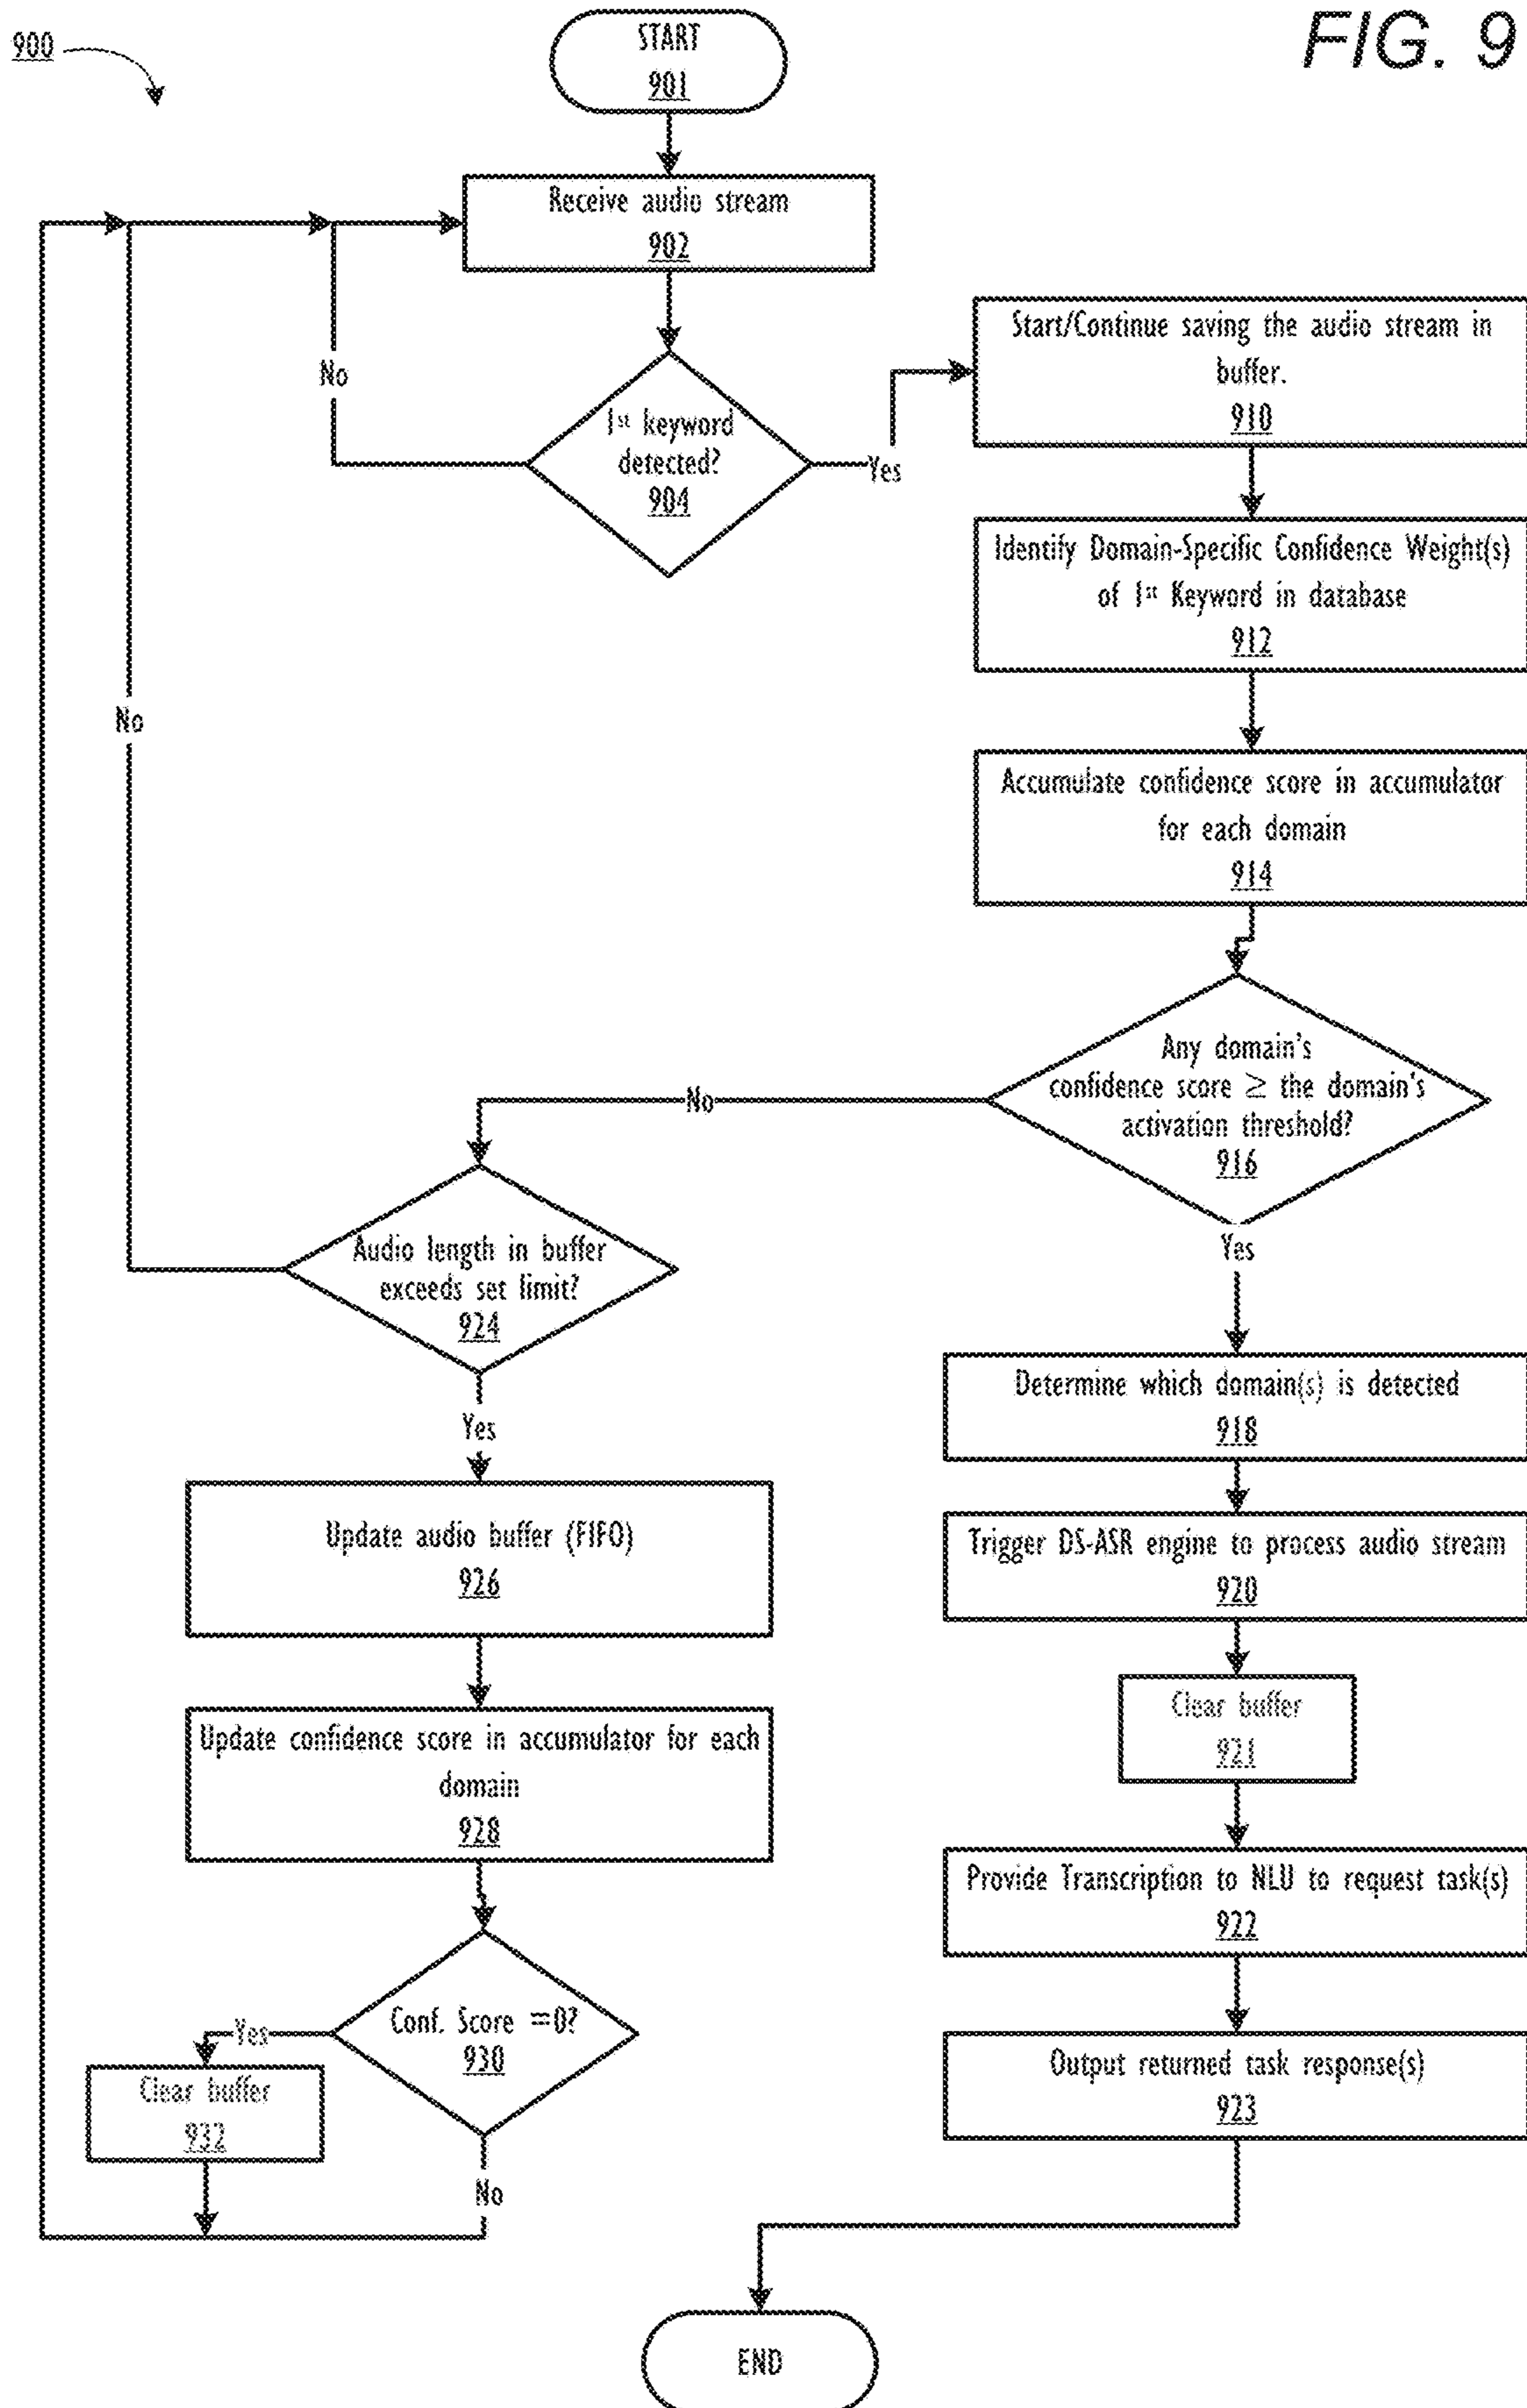 FIG. 9
900
START
901
Receive audio stream
902
No
1st keyword
detected?
904
Yes
Start/Continue saving the audio stream in
buffer.
910
Identify Domain-Specific Confidence Weight(s)
of 1st Keyword in database
912
Accumulate confidence score in accumulator
for each domain
914
Any domain's
confidence score ≥ the domain's
activation threshold?
916
No
Yes
Audio length in buffer
exceeds set limit?
924
No
Yes
Update audio buffer (FIFO)
926
Update confidence score in accumulator for each
domain
928
Conf. Score =0?
930
Yes
Clear buffer
932
No
Determine which domain(s) is detected
918
Trigger DS-ASR engine to process audio stream
920
Clear buffer
921
Provide Transcription to NLU to request task(s)
922
Output returned task response(s)
923
END